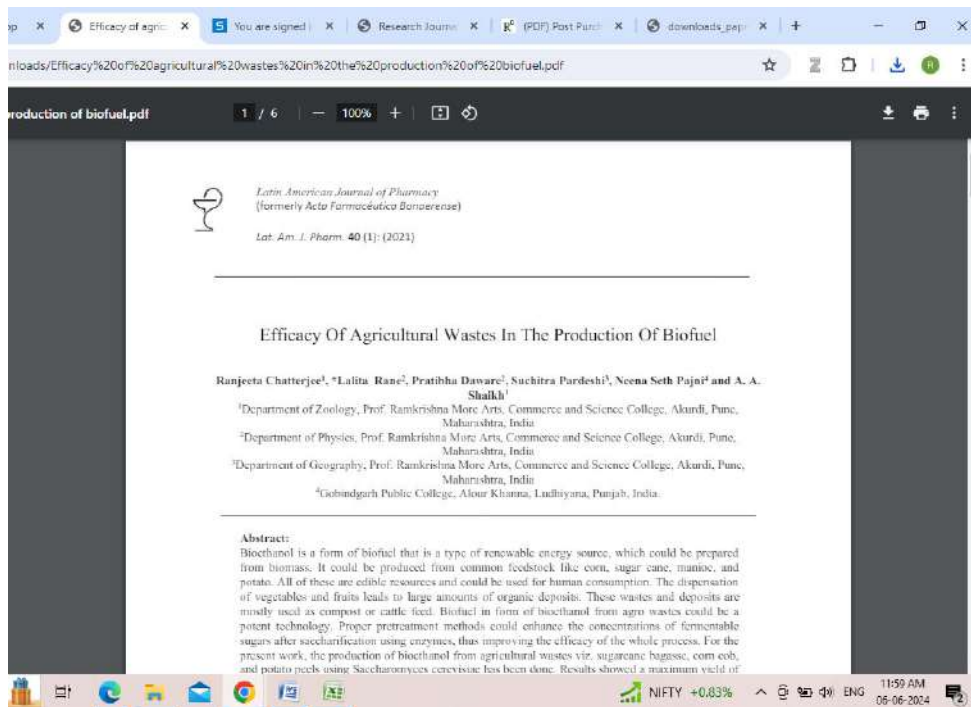 Efficacy of agric
You are signed i
Research Journa
(PDF) Post Purch
downloads_pap
nloads/Efficacy%20of%20agricultural%20wastes%20in%20the%20production%20of%20biofuel.pdf
roduction of biofuel.pdf
1 / 6
100%
Latin American Journal of Pharmacy
(formerly Acta Farmacéutica Bonaerense)
Lat. Am. J. Pharm. 40 (1): (2021)
Efficacy Of Agricultural Wastes In The Production Of Biofuel
Ranjeeta Chatterjee¹, *Lalita Rane², Pratibha Daware², Suchitra Pardeshi³, Neena Seth Pajni⁴ and A. A.
Shaikh¹
¹Department of Zoology, Prof. Ramkrishna More Arts, Commerce and Science College, Akurdi, Pune,
Maharashtra, India
²Department of Physics, Prof. Ramkrishna More Arts, Commerce and Science College, Akurdi, Pune,
Maharashtra, India
³Department of Geography, Prof. Ramkrishna More Arts, Commerce and Science College, Akurdi, Pune,
Maharashtra, India
⁴Gobindgarh Public College, Alour Khanna, Ludhiyana, Punjab, India.
Abstract:
Bioethanol is a form of biofuel that is a type of renewable energy source, which could be prepared
from biomass. It could be produced from common feedstock like corn, sugar cane, manioc, and
potato. All of these are edible resources and could be used for human consumption. The dispensation
of vegetables and fruits leads to large amounts of organic deposits. These wastes and deposits are
mostly used as compost or cattle feed. Biofuel in form of bioethanol from agro wastes could be a
potent technology. Proper pretreatment methods could enhance the concentrations of fermentable
sugars after saccharification using enzymes, thus improving the efficacy of the whole process. For the
present work, the production of bioethanol from agricultural wastes viz. sugarcane bagasse, corn cob,
and potato peels using Saccharomyces cerevisiae has been done. Results showed a maximum yield of
NIFTY +0.83%
ENG
11:59 AM
06-06-2024